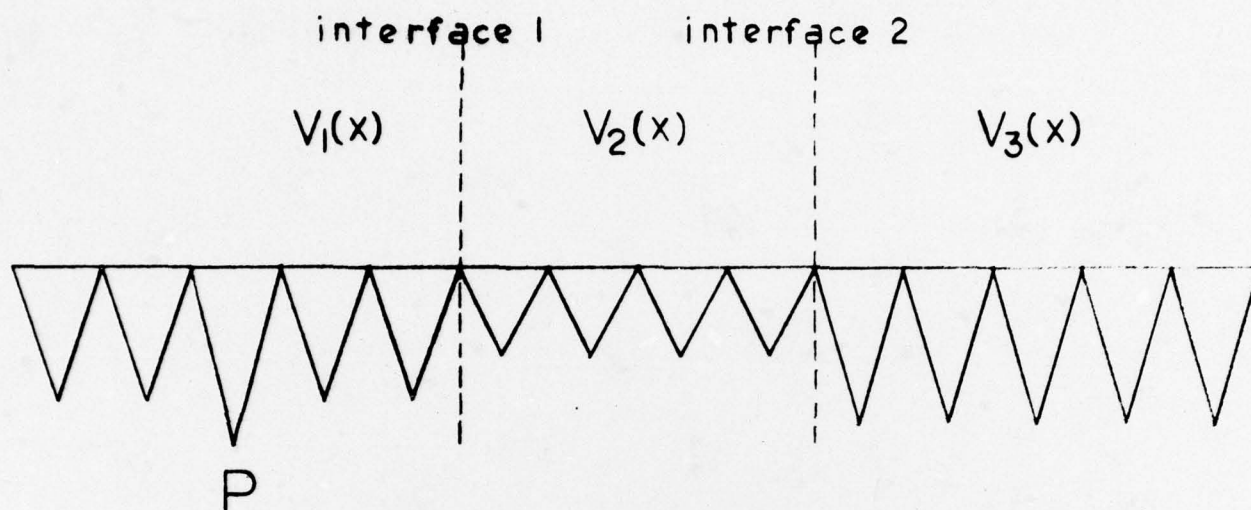 interface 1 interface 2
V₁(x) V₂(x) V₃(x)
P